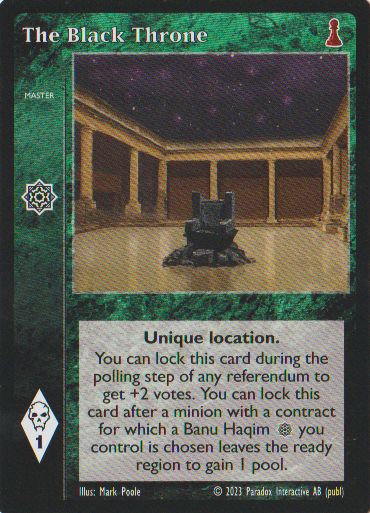 The Black Throne
MASTER
Unique location.
You can lock this card during the
polling step of any referendum to
get +2 votes. You can lock this
card after a minion with a contract
for which a Banu Haqim you
control is chosen leaves the ready
region to gain 1 pool.
1
Illus: Mark Poole
© 2023 Paradox Interactive AB (publ)